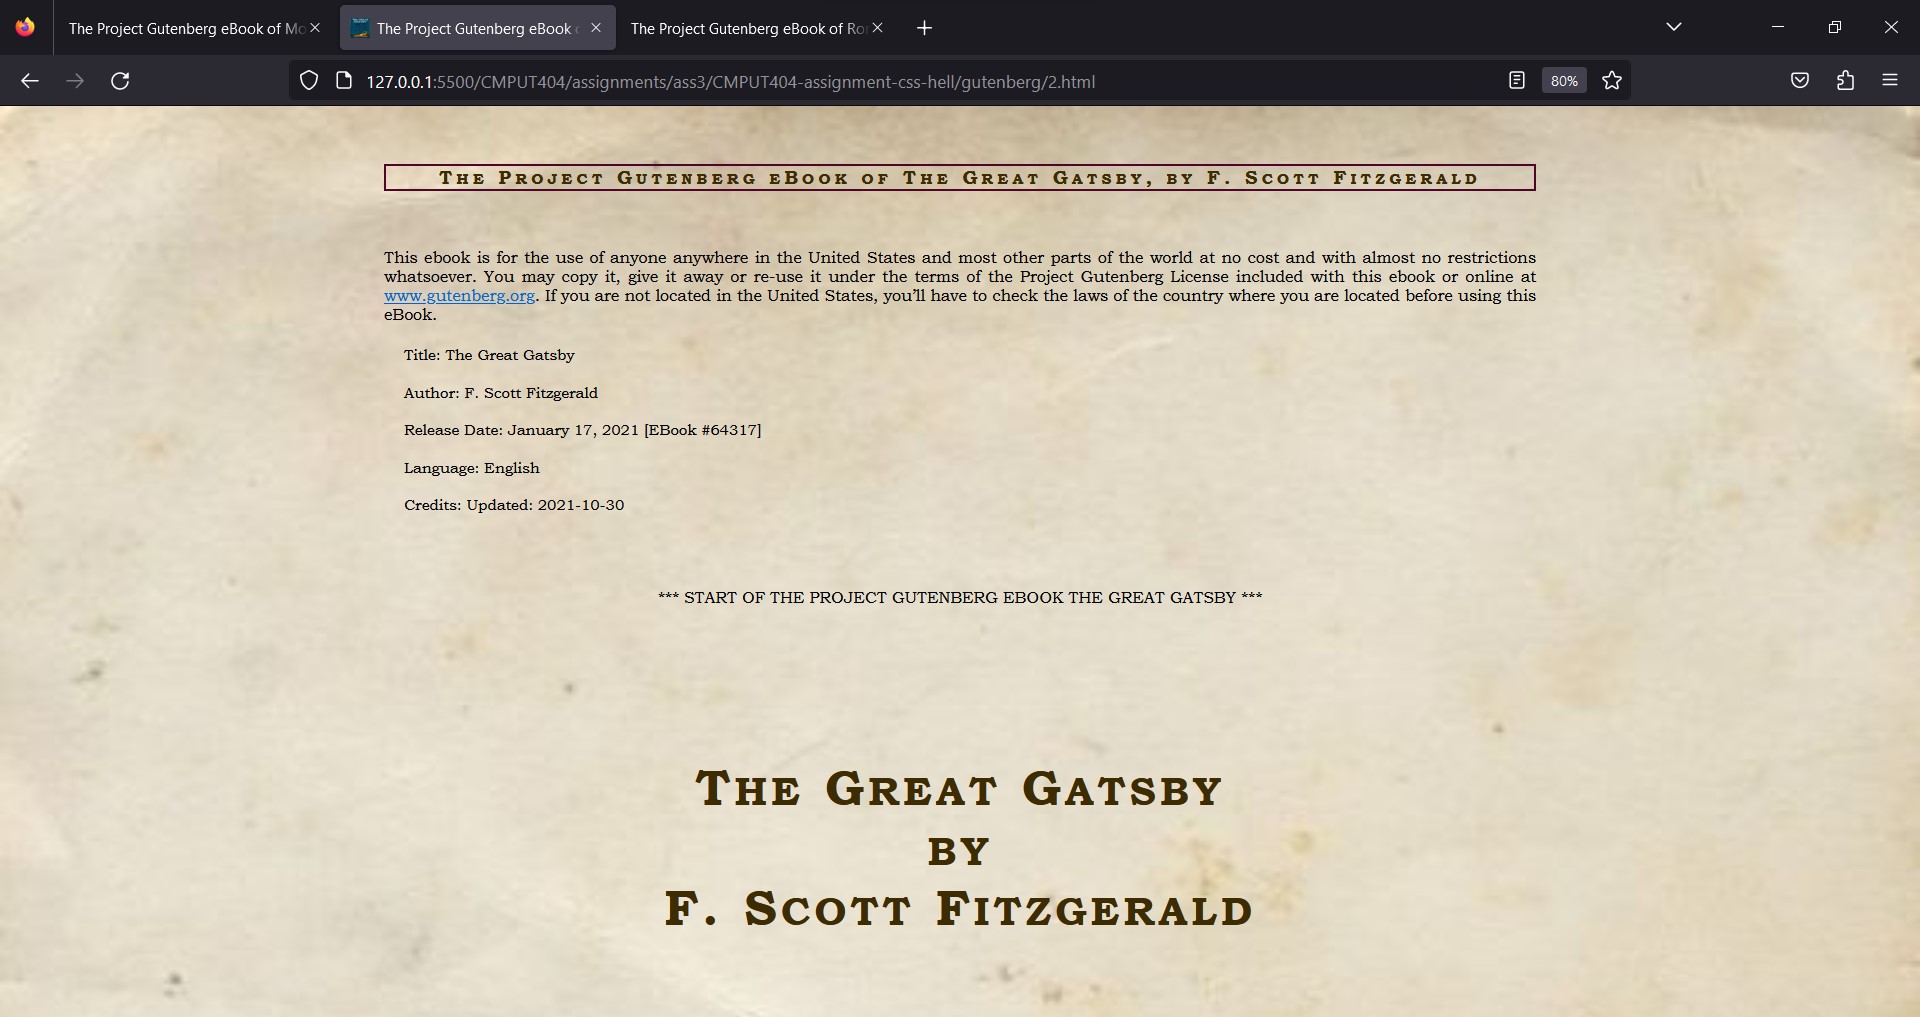 The Project Gutenberg eBook of Mo
The Project Gutenberg eBook
The Project Gutenberg eBook of Ro
127.0.0.1:5500/CMPUT404/assignments/ass3/CMPUT404-assignment-css-hell/gutenberg/2.html
80%
The Project Gutenberg eBook of The Great Gatsby, by F. Scott Fitzgerald
This ebook is for the use of anyone anywhere in the United States and most other parts of the world at no cost and with almost no restrictions
whatsoever. You may copy it, give it away or re-use it under the terms of the Project Gutenberg License included with this ebook or online at
www.gutenberg.org. If you are not located in the United States, you’ll have to check the laws of the country where you are located before using this
eBook.
Title: The Great Gatsby
Author: F. Scott Fitzgerald
Release Date: January 17, 2021 [EBook #64317]
Language: English
Credits: Updated: 2021-10-30
*** START OF THE PROJECT GUTENBERG EBOOK THE GREAT GATSBY ***
The Great Gatsby
by
F. Scott Fitzgerald